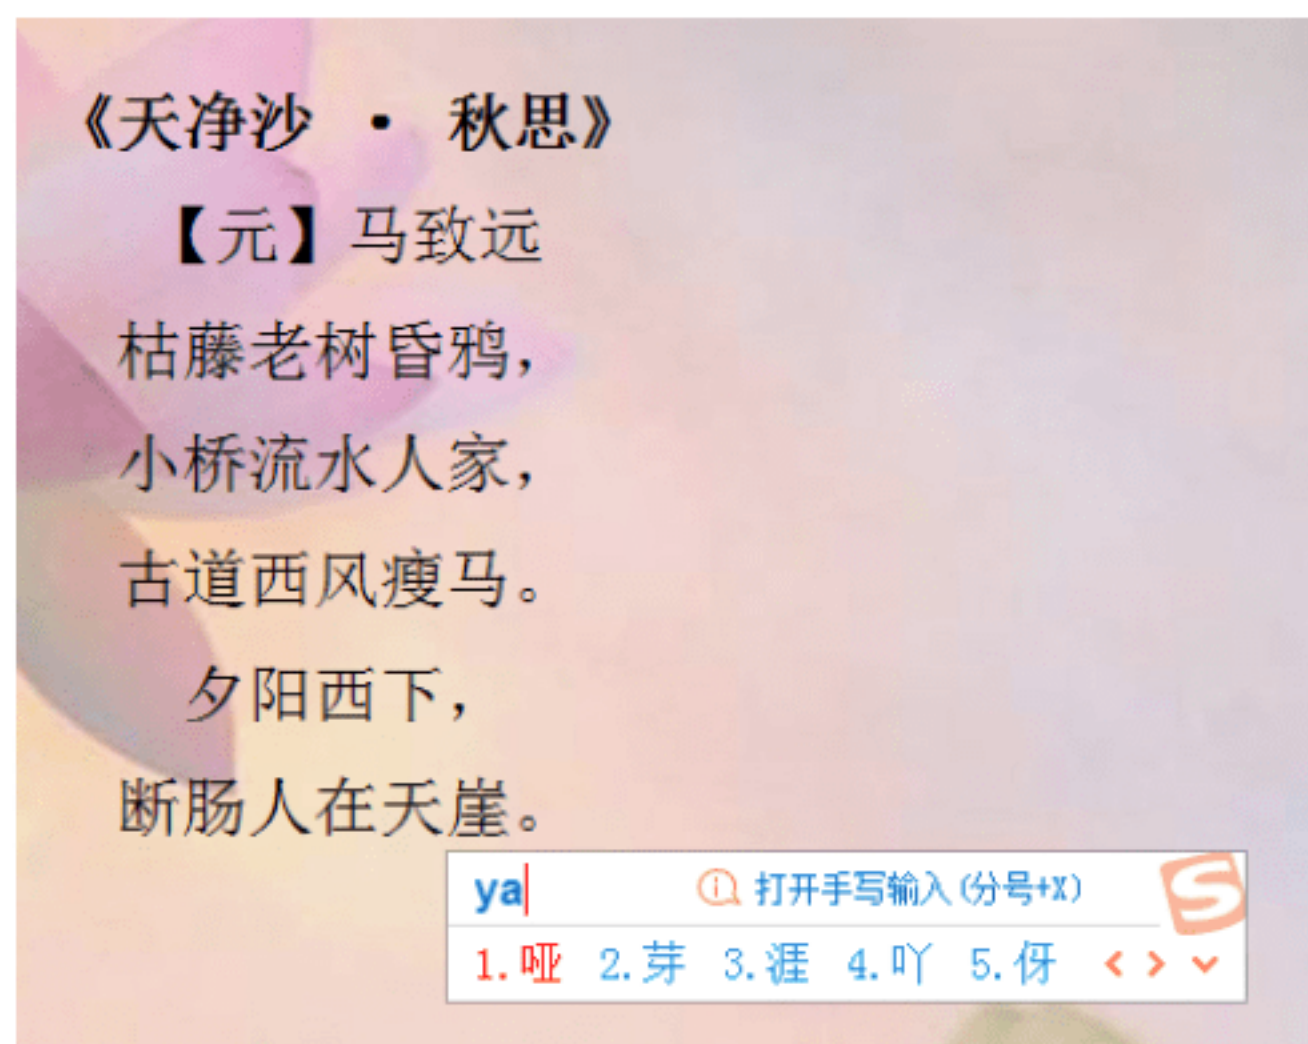 《天净沙 · 秋思》
【元】马致远
枯藤老树昏鸦，
小桥流水人家，
古道西风瘦马。
夕阳西下，
断肠人在天崖。
ya 打开手写输入(分号+X)
1.哑 2.芽 3.涯 4.吖 5.伢